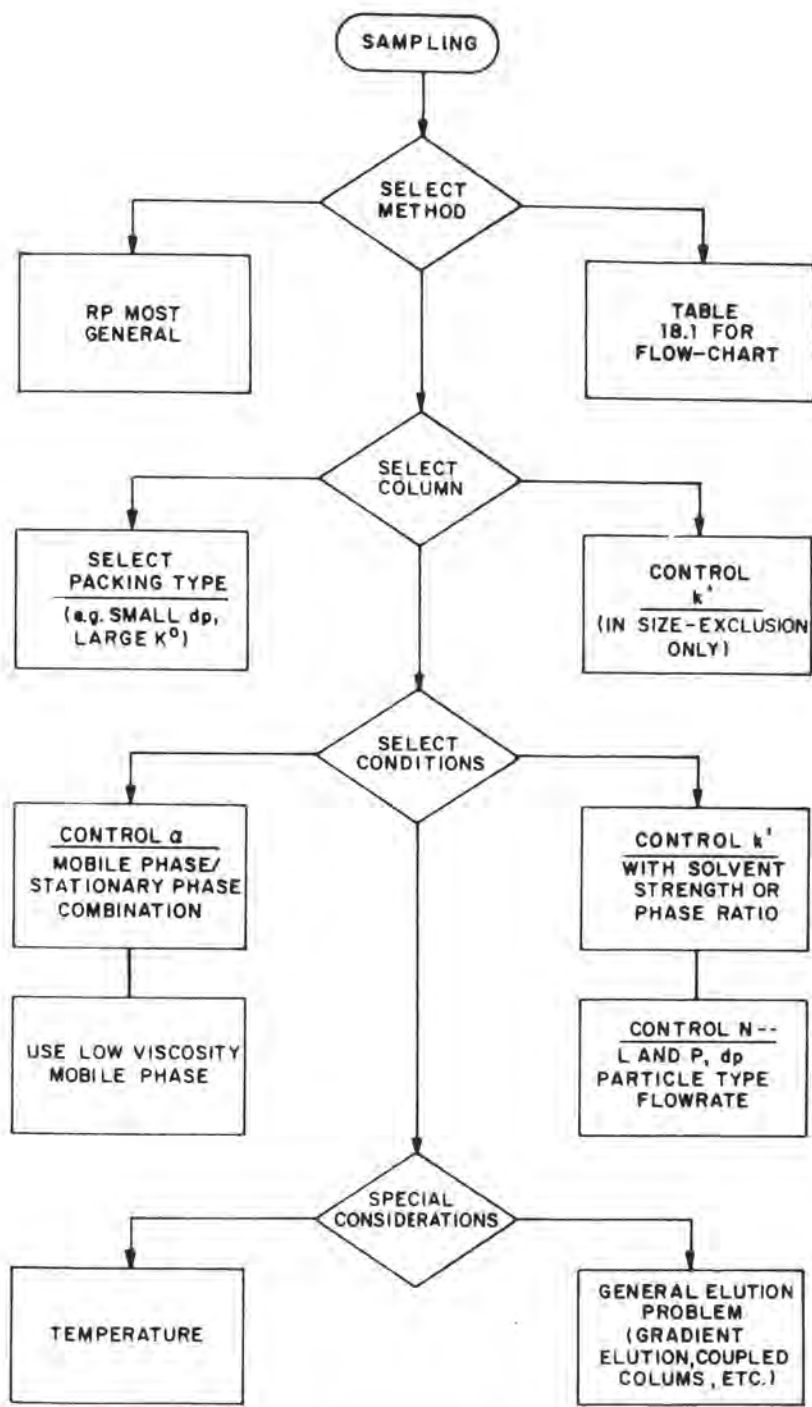 SAMPLING
SELECT
METHOD
RP MOST
GENERAL
TABLE
18.1 FOR
FLOW-CHART
SELECT
COLUMN
SELECT
PACKING TYPE
(e.g. SMALL dp,
LARGE K°)
CONTROL
k'
(IN SIZE-EXCLUSION
ONLY)
SELECT
CONDITIONS
CONTROL α
MOBILE PHASE/
STATIONARY PHASE
COMBINATION
CONTROL k'
WITH SOLVENT
STRENGTH OR
PHASE RATIO
USE LOW VISCOSITY
MOBILE PHASE
CONTROL N--
L AND P, dp
PARTICLE TYPE
FLOWRATE
SPECIAL
CONSIDERATIONS
TEMPERATURE
GENERAL ELUTION
PROBLEM
(GRADIENT
ELUTION,COUPLED
COLUMS, ETC.)